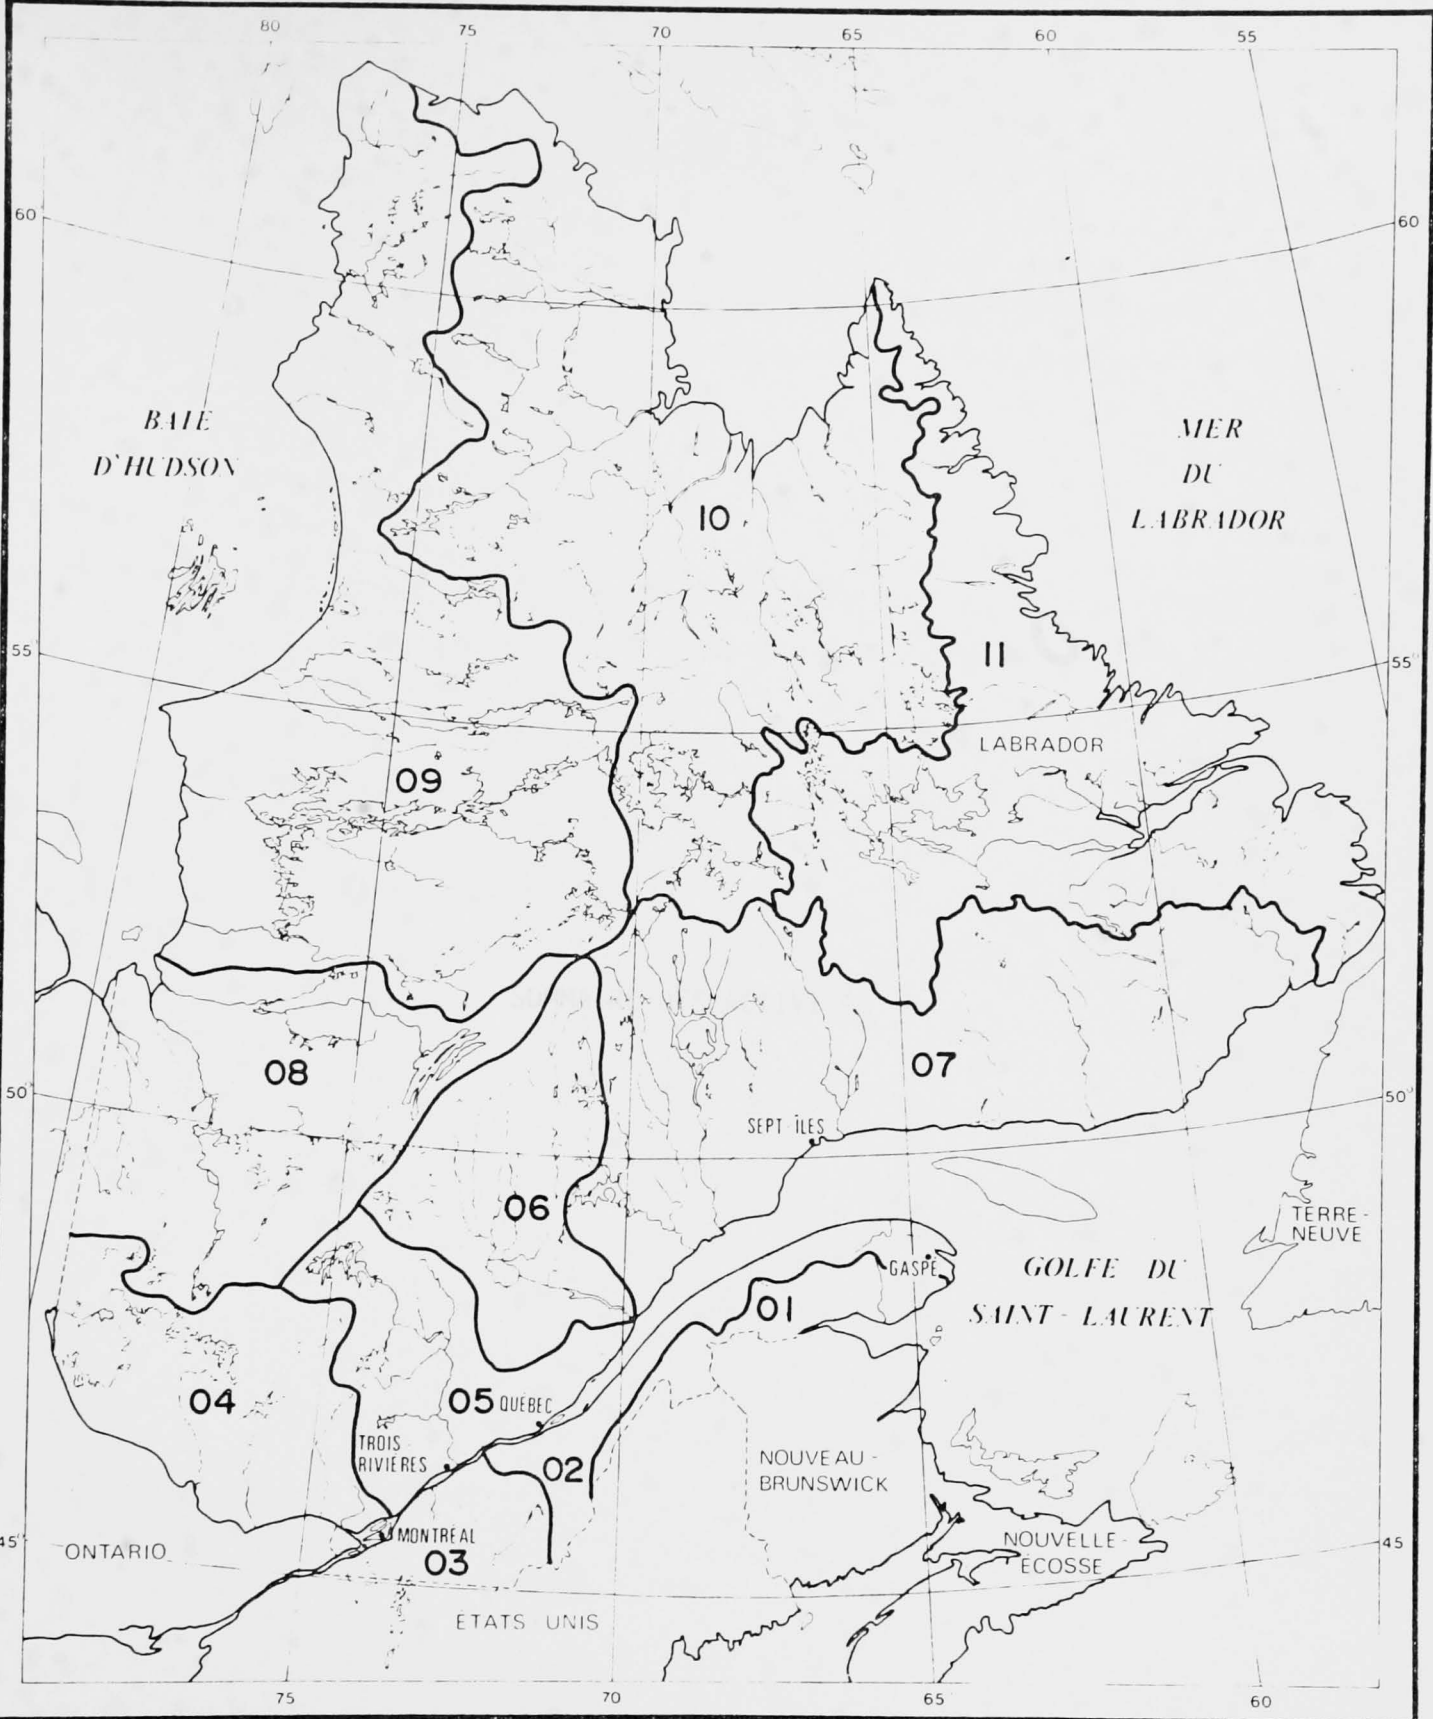 80 75 70 65 60 55
60° 60
BAIE
D'HUDSON
MER
DU
LABRADOR
10
55° 55°
11
LABRADOR
09
08
07
50° 50°
SEPT ÎLES
06
TERRE-
NEUVE
GASPÉ
GOLFE DU
SAINT-LAURENT
01
04
05 QUÉBEC
TROIS
RIVIÈRES
02
NOUVEAU-
BRUNSWICK
45° 45
ONTARIO
MONTRÉAL
03
NOUVELLE-
ÉCOSSE
ÉTATS UNIS
75 70 65 60